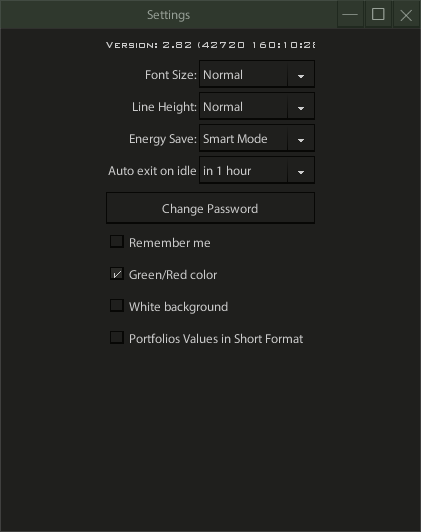 Settings
Version: 2.82 (42720 160:10:28
Font Size: Normal
Line Height: Normal
Energy Save: Smart Mode
Auto exit on idle in 1 hour
Change Password
Remember me
Green/Red color
White background
Portfolios Values in Short Format